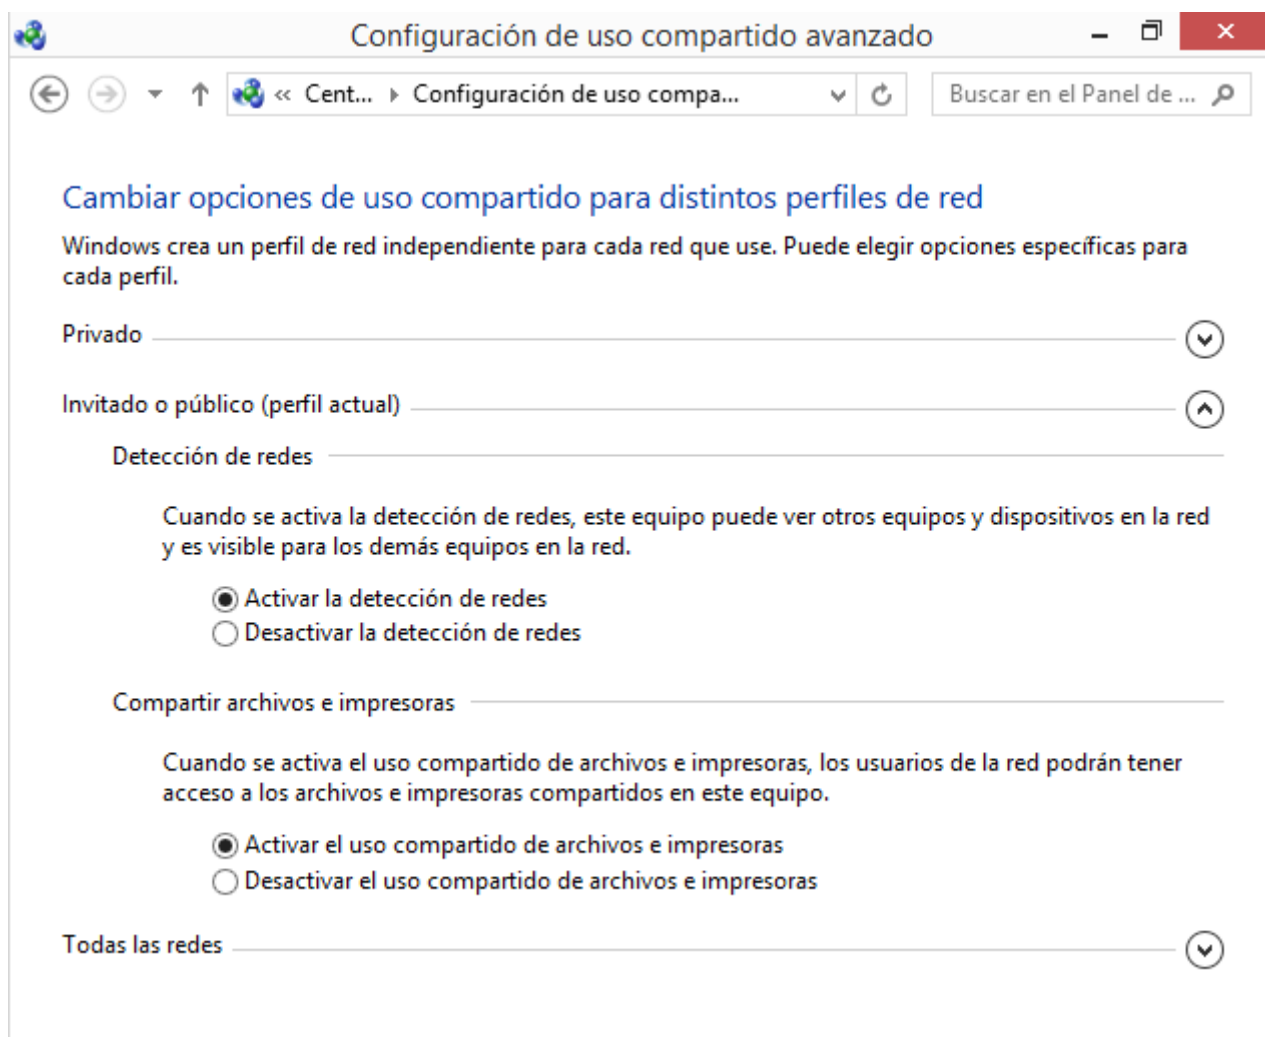 Configuración de uso compartido avanzado
« Cent... Configuración de uso compa...
Buscar en el Panel de ...
Cambiar opciones de uso compartido para distintos perfiles de red
Windows crea un perfil de red independiente para cada red que use. Puede elegir opciones específicas para
cada perfil.
Privado
Invitado o público (perfil actual)
Detección de redes
Cuando se activa la detección de redes, este equipo puede ver otros equipos y dispositivos en la red
y es visible para los demás equipos en la red.
Activar la detección de redes
Desactivar la detección de redes
Compartir archivos e impresoras
Cuando se activa el uso compartido de archivos e impresoras, los usuarios de la red podrán tener
acceso a los archivos e impresoras compartidos en este equipo.
Activar el uso compartido de archivos e impresoras
Desactivar el uso compartido de archivos e impresoras
Todas las redes